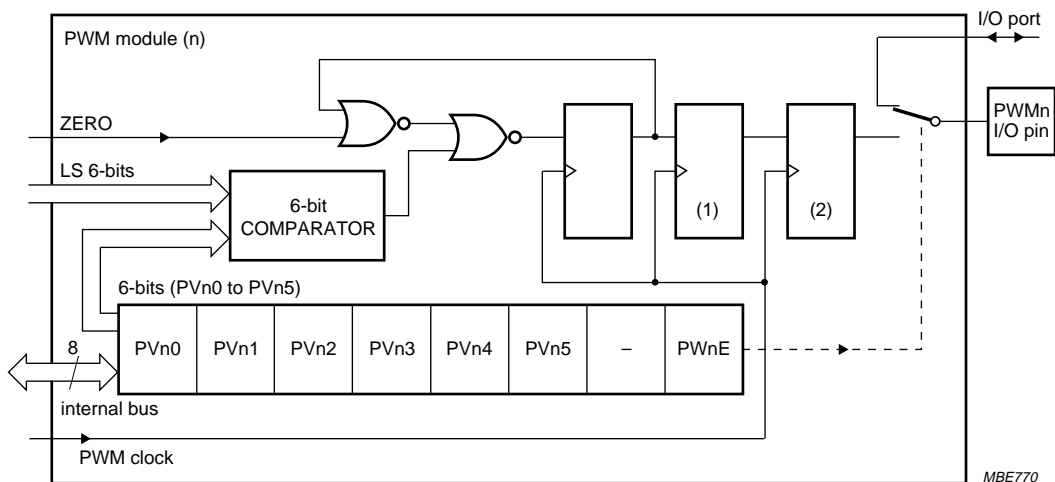 I/O port
PWM module (n)
PWMn
I/O pin
ZERO
LS 6-bits
6-bit
COMPARATOR
(1)
(2)
6-bits (PVn0 to PVn5)
PVn0
PVn1
PVn2
PVn3
PVn4
PVn5
–
PWnE
8
internal bus
PWM clock
MBE770